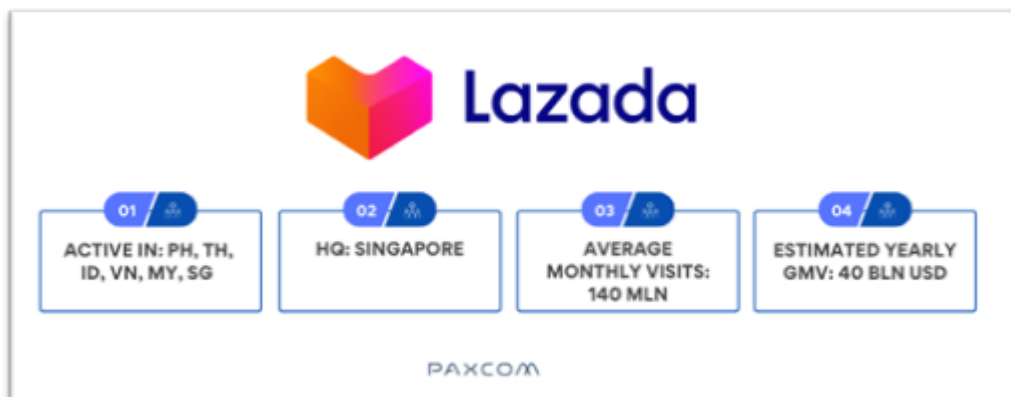 Lazada
01
ACTIVE IN: PH, TH,
ID, VN, MY, SG
02
HQ: SINGAPORE
03
AVERAGE
MONTHLY VISITS:
140 MLN
04
ESTIMATED YEARLY
GMV: 40 BLN USD
PAXCOM